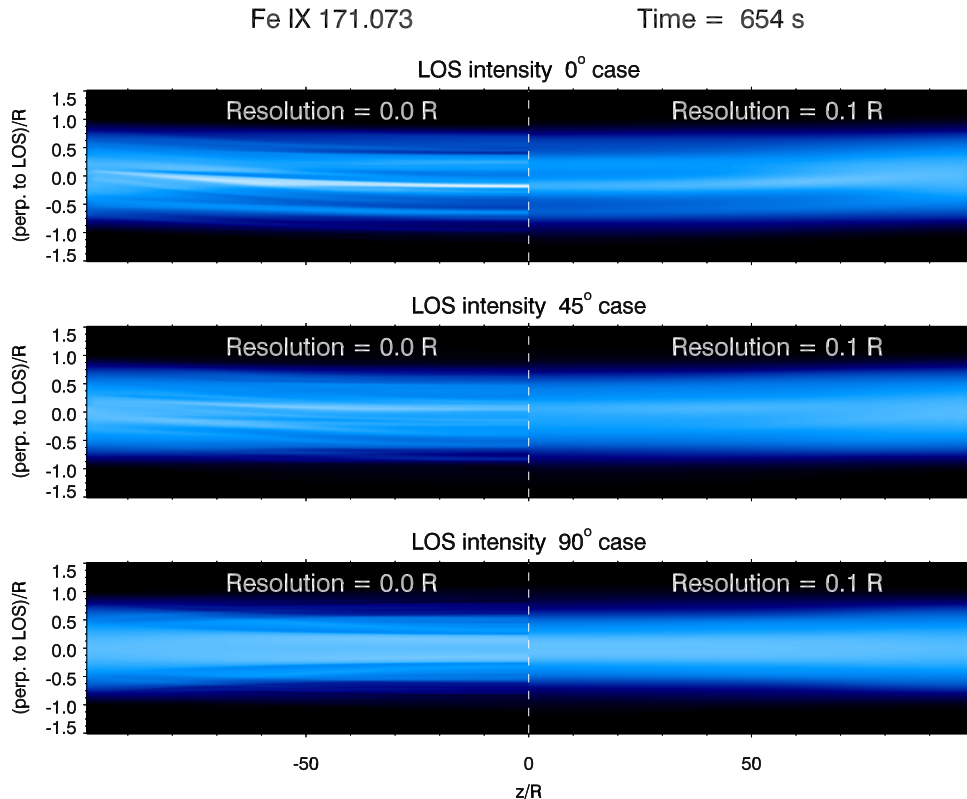 Fe IX 171.073 Time = 654 s
LOS intensity 0° case
Resolution = 0.0 R Resolution = 0.1 R
1.5
1.0
0.5
0.0
-0.5
-1.0
-1.5
(perp. to LOS)/R
LOS intensity 45° case
Resolution = 0.0 R Resolution = 0.1 R
1.5
1.0
0.5
0.0
-0.5
-1.0
-1.5
(perp. to LOS)/R
LOS intensity 90° case
Resolution = 0.0 R Resolution = 0.1 R
1.5
1.0
0.5
0.0
-0.5
-1.0
-1.5
(perp. to LOS)/R
-50 0 50
z/R